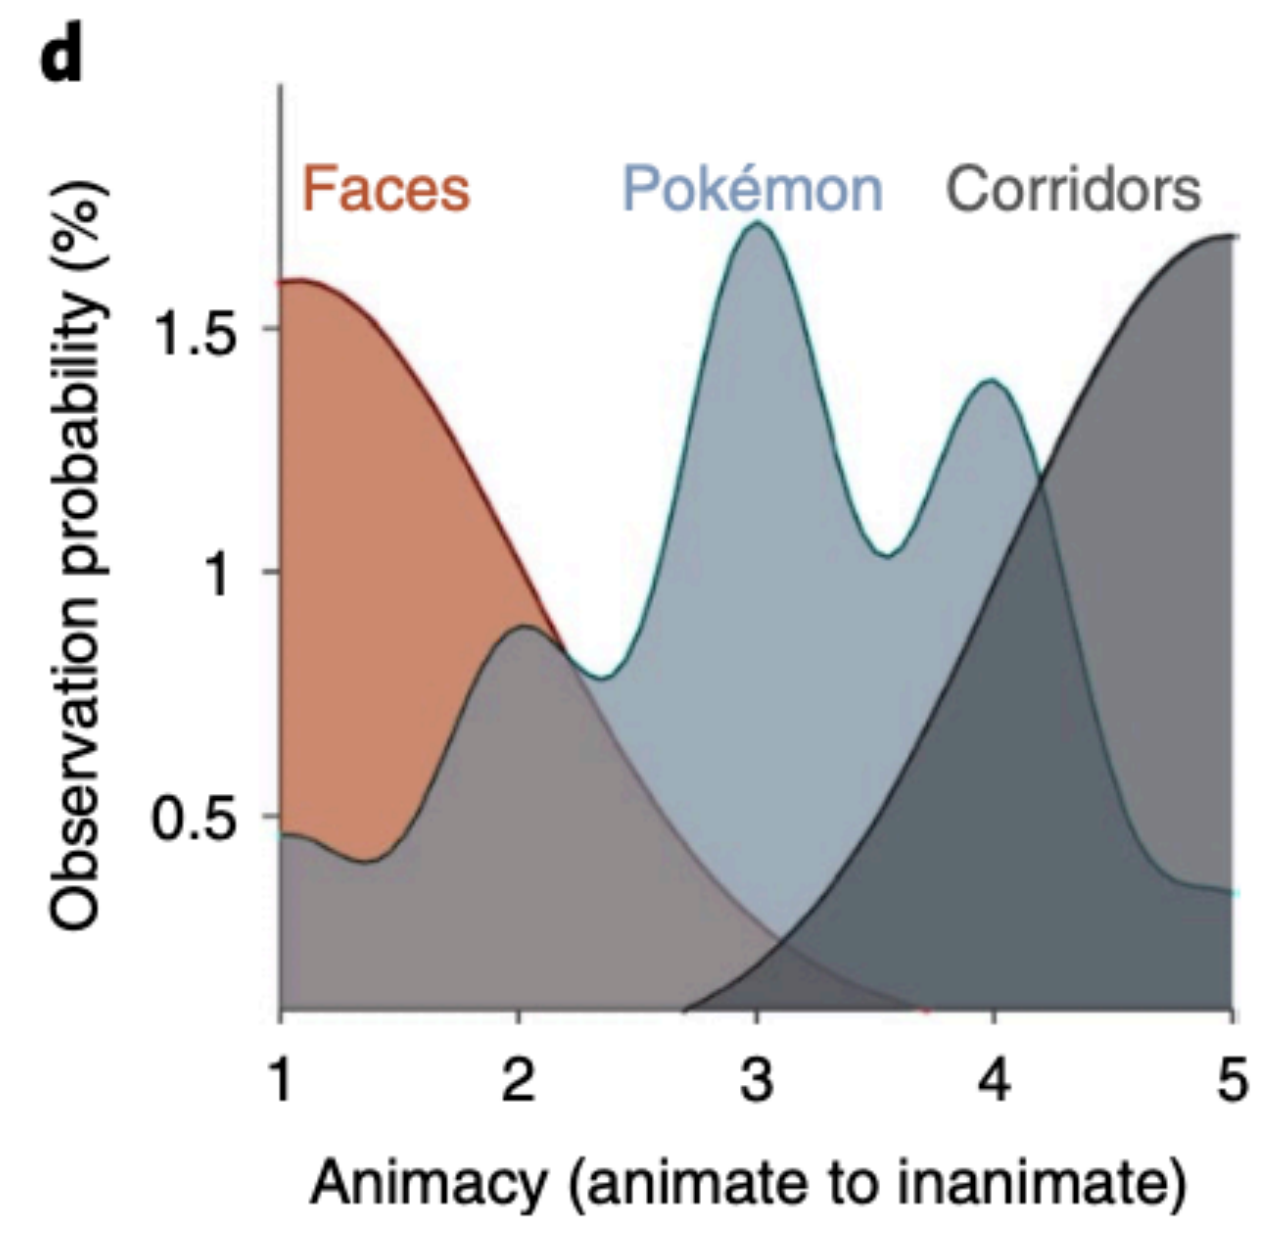 d
Faces Pokémon Corridors
Observation probability (%)
1.5
1
0.5
1 2 3 4 5
Animacy (animate to inanimate)